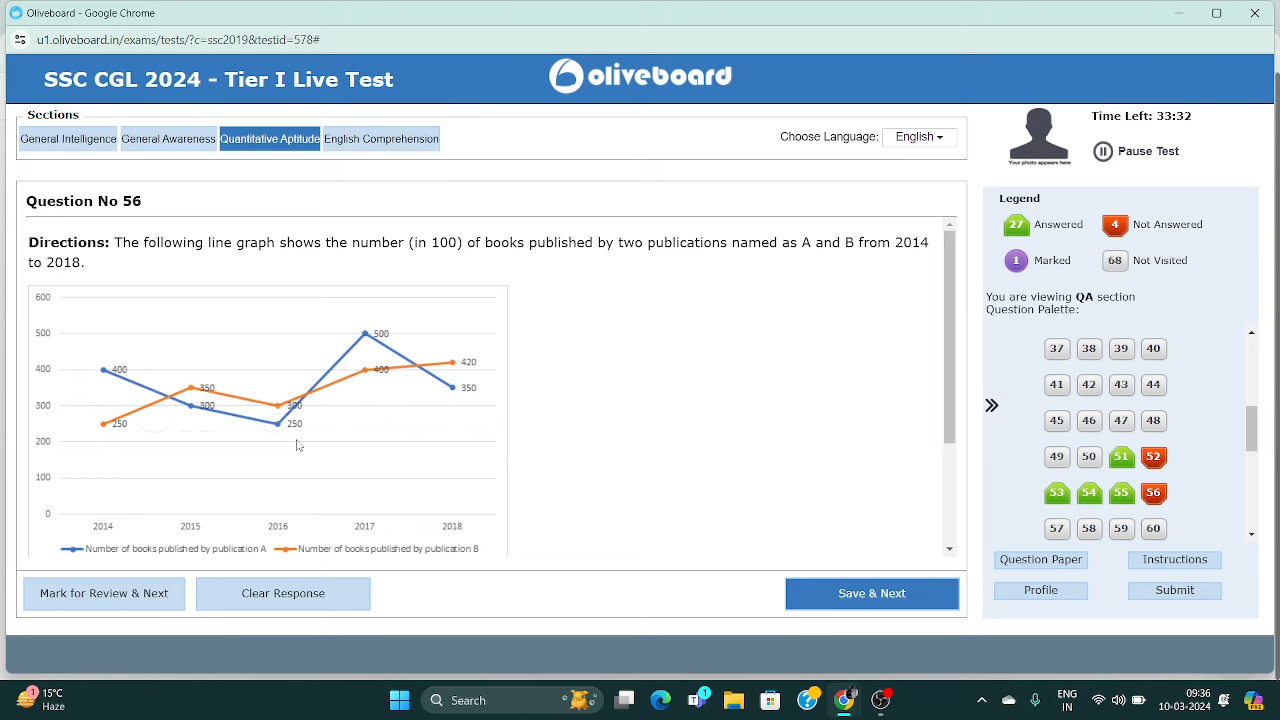 Oliveboard - Google Chrome
u1.oliveboard.in/exams/tests/?c=ssc2019&testid=578#
SSC CGL 2024 - Tier I Live Test
oliveboard
Sections
General Intelligence General Awareness Quantitative Aptitude English Comprehension
Choose Language: English
Your photo appears here
Time Left: 33:32
Pause Test
Question No 56
Directions: The following line graph shows the number (in 100) of books published by two publications named as A and B from 2014
to 2018.
600
500
400
300
200
100
0
400
250
350
300
300
250
500
400
420
350
2014 2015 2016 2017 2018
Number of books published by publication A Number of books published by publication B
Mark for Review & Next Clear Response Save & Next
Legend
27 Answered 4 Not Answered
1 Marked 68 Not Visited
You are viewing QA section
Question Palette:
37 38 39 40
41 42 43 44
45 46 47 48
49 50 51 52
53 54 55 56
57 58 59 60
Question Paper Instructions
Profile Submit
15°C
Haze
1
Search
1
ENG
IN
09:36
10-03-2024